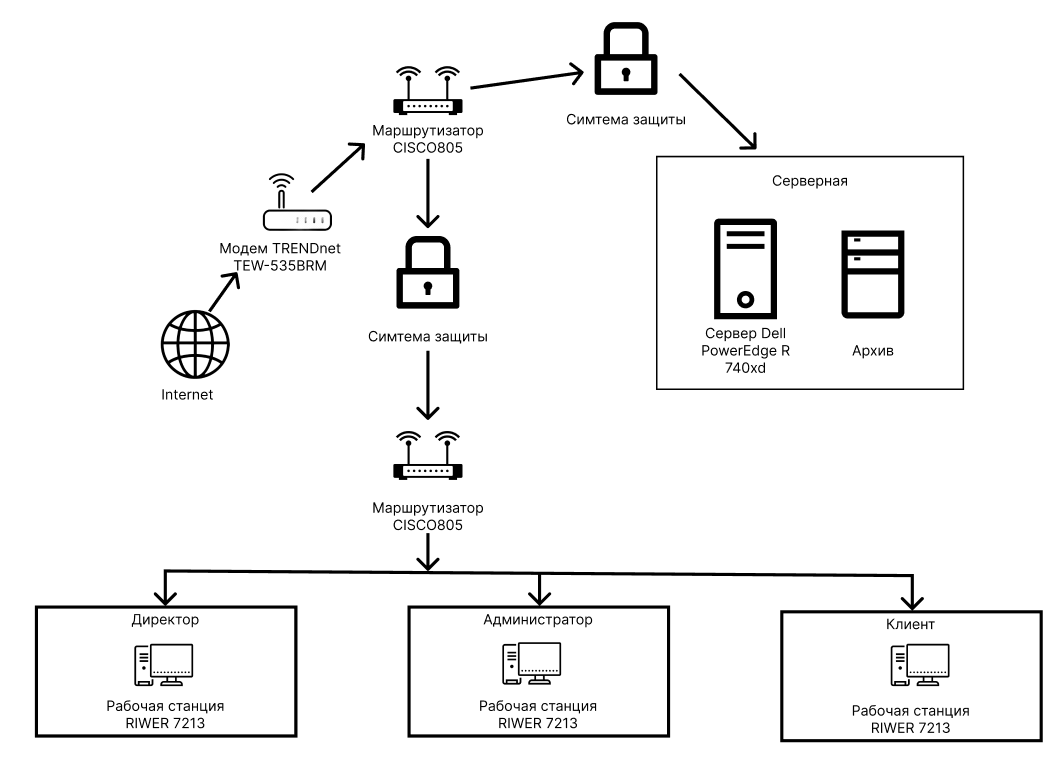 Симтема защиты
Маршрутизатор
CISCO805
Серверная
Модем TRENDnet
TEW-535BRM
Симтема защиты
Сервер Dell
PowerEdge R
740xd
Архив
Internet
Маршрутизатор
CISCO805
Директор
Рабочая станция
RIWER 7213
Администратор
Рабочая станция
RIWER 7213
Клиент
Рабочая станция
RIWER 7213